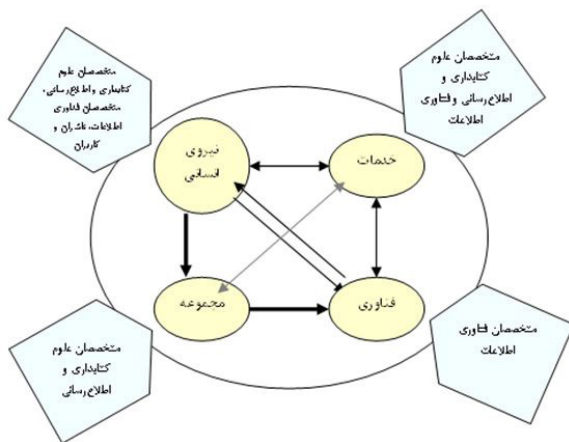 متخصصان علوم
کتابداری و
اطلاع رسانی و فناوری
اطلاعات
متخصصان علوم
کتابداری و اطلاع رسانی،
متخصصان فناوری
اطلاعات، ناشران و
کاربران
خدمات
نیروی
انسانی
فناوری
مجموعه
متخصصان فناوری
اطلاعات
متخصصان علوم
کتابداری و
اطلاع رسانی